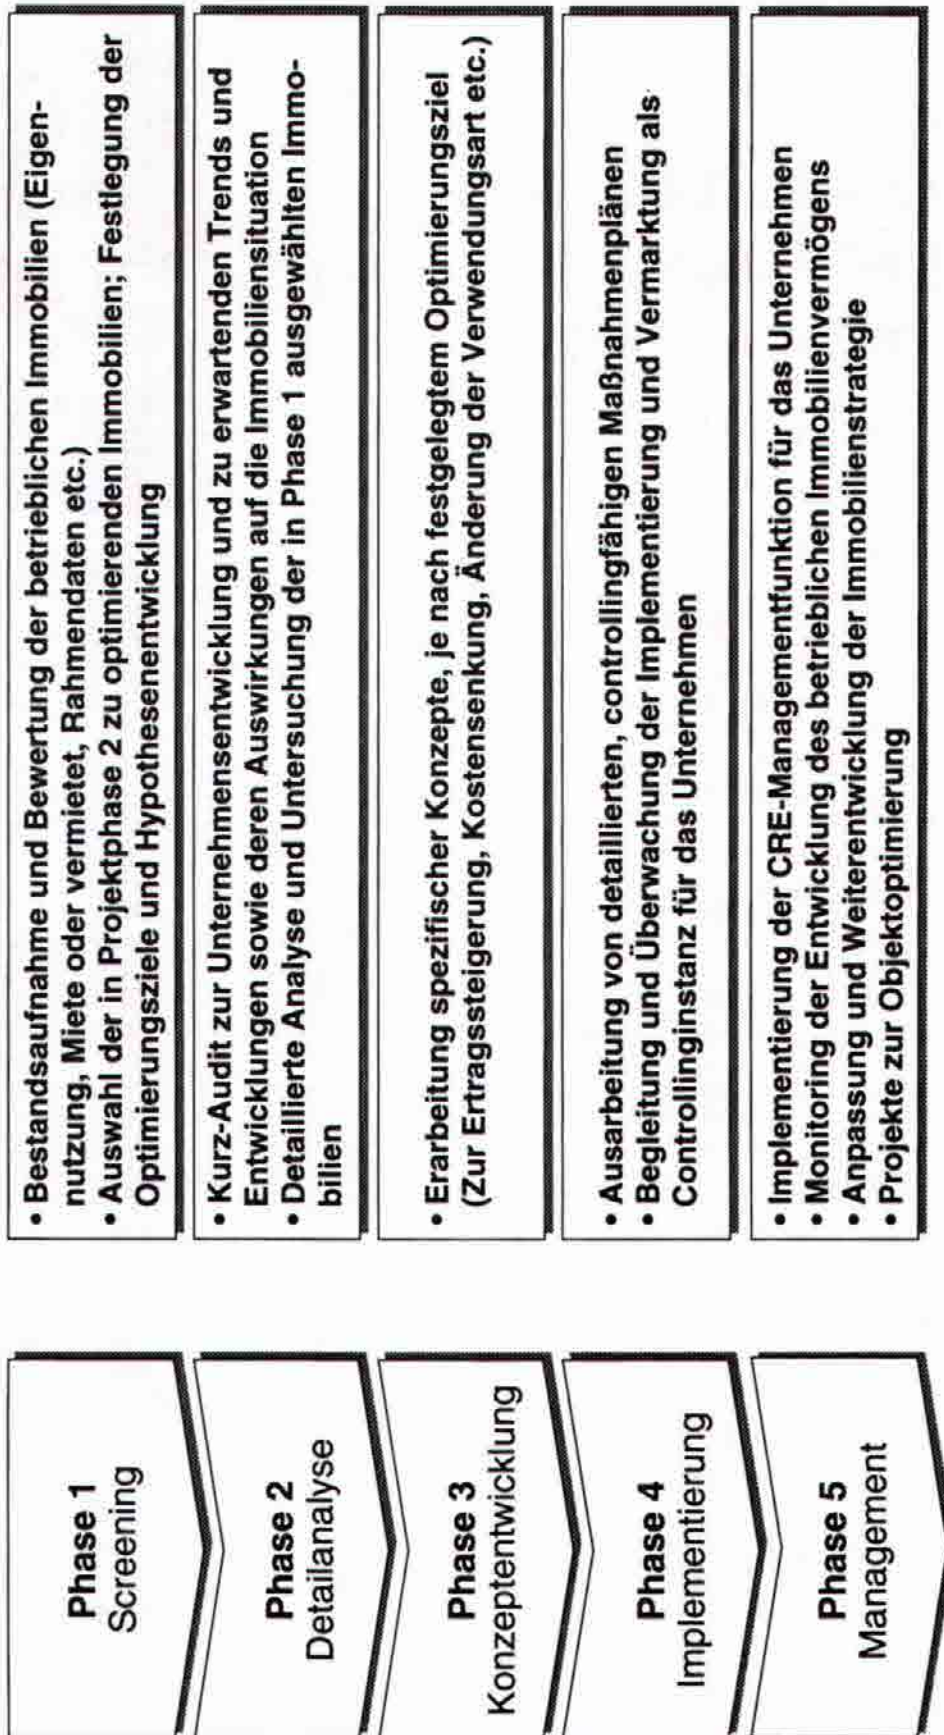 Phase 1
Screening
• Bestandsaufnahme und Bewertung der betrieblichen Immobilien (Eigen-
nutzung, Miete oder vermietet, Rahmendaten etc.)
• Auswahl der in Projektphase 2 zu optimierenden Immobilien; Festlegung der
Optimierungsziele und Hypothesenentwicklung
Phase 2
Detailanalyse
• Kurz-Audit zur Unternehmensentwicklung und zu erwartenden Trends und
Entwicklungen sowie deren Auswirkungen auf die Immobiliensituation
• Detaillierte Analyse und Untersuchung der in Phase 1 ausgewählten Immo-
bilien
Phase 3
Konzeptentwicklung
• Erarbeitung spezifischer Konzepte, je nach festgelegtem Optimierungsziel
(Zur Ertragssteigerung, Kostensenkung, Änderung der Verwendungsart etc.)
Phase 4
Implementierung
• Ausarbeitung von detaillierten, controllingfähigen Maßnahmenplänen
• Begleitung und Überwachung der Implementierung und Vermarktung als
Controllinginstanz für das Unternehmen
Phase 5
Management
• Implementierung der CRE-Managementfunktion für das Unternehmen
• Monitoring der Entwicklung des betrieblichen Immobilienvermögens
• Anpassung und Weiterentwicklung der Immobilienstrategie
• Projekte zur Objektoptimierung